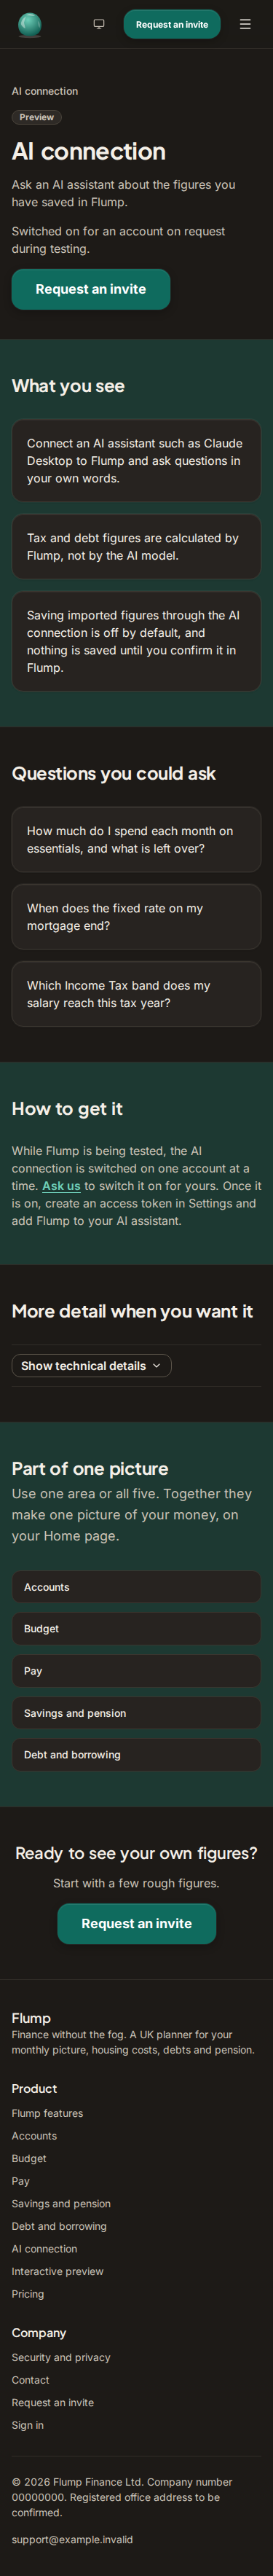 Request an invite
AI connection
Preview
AI connection
Ask an AI assistant about the figures you
have saved in Flump.
Switched on for an account on request
during testing.
Request an invite
What you see
Connect an AI assistant such as Claude
Desktop to Flump and ask questions in
your own words.
Tax and debt figures are calculated by
Flump, not by the AI model.
Saving imported figures through the AI
connection is off by default, and
nothing is saved until you confirm it in
Flump.
Questions you could ask
How much do I spend each month on
essentials, and what is left over?
When does the fixed rate on my
mortgage end?
Which Income Tax band does my
salary reach this tax year?
How to get it
While Flump is being tested, the AI
connection is switched on one account at a
time. Ask us to switch it on for yours. Once it
is on, create an access token in Settings and
add Flump to your AI assistant.
More detail when you want it
Show technical details
Part of one picture
Use one area or all five. Together they
make one picture of your money, on
your Home page.
Accounts
Budget
Pay
Savings and pension
Debt and borrowing
Ready to see your own figures?
Start with a few rough figures.
Request an invite
Flump
Finance without the fog. A UK planner for your
monthly picture, housing costs, debts and pension.
Product
Flump features
Accounts
Budget
Pay
Savings and pension
Debt and borrowing
AI connection
Interactive preview
Pricing
Company
Security and privacy
Contact
Request an invite
Sign in
© 2026 Flump Finance Ltd. Company number
00000000. Registered office address to be
confirmed.
support@example.invalid